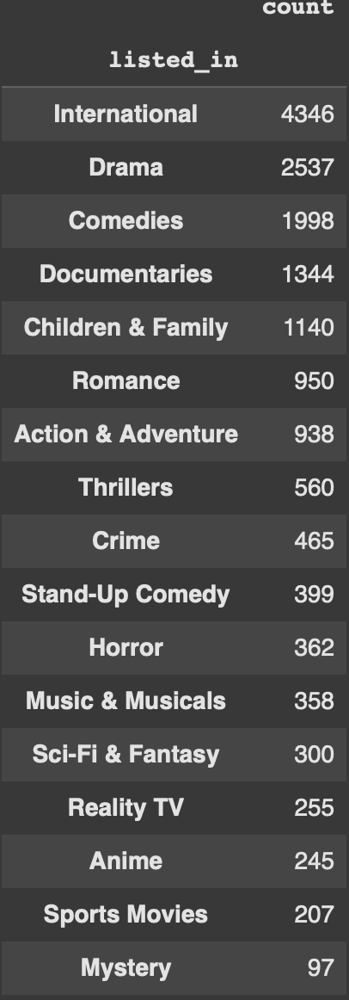 count
listed_in
International 4346
Drama 2537
Comedies 1998
Documentaries 1344
Children & Family 1140
Romance 950
Action & Adventure 938
Thrillers 560
Crime 465
Stand-Up Comedy 399
Horror 362
Music & Musicals 358
Sci-Fi & Fantasy 300
Reality TV 255
Anime 245
Sports Movies 207
Mystery 97